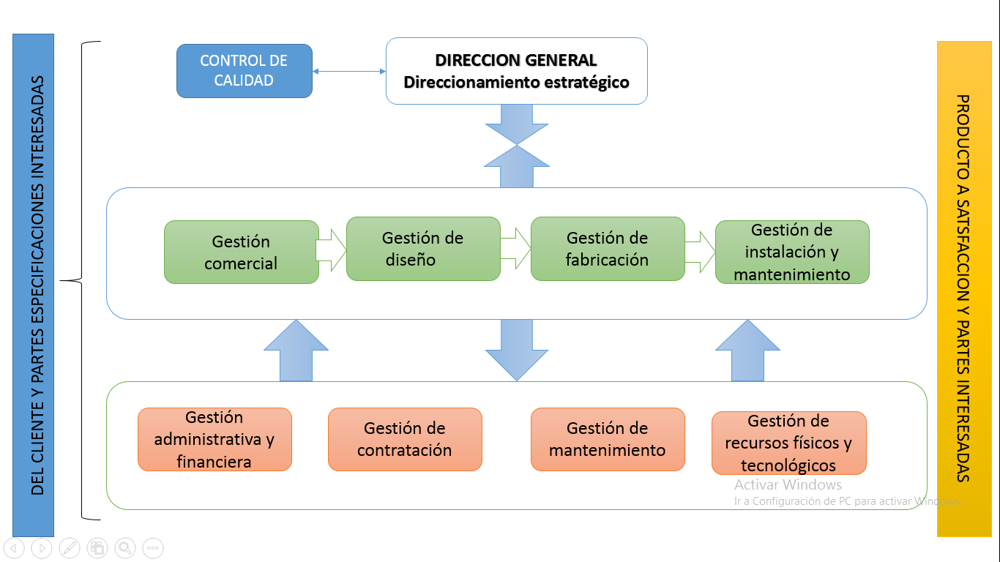 DEL CLIENTE Y PARTES ESPECIFICACIONES INTERESADAS
CONTROL DE
CALIDAD
DIRECCION GENERAL
Direccionamiento estratégico
Gestión
comercial
Gestión de
diseño
Gestión de
fabricación
Gestión de
instalación y
mantenimiento
Gestión
administrativa y
financiera
Gestión de
contratación
Gestión de
mantenimiento
Gestión de
recursos físicos y
tecnológicos
PRODUCTO A SATISFACCION Y PARTES INTERESADAS
Activar Windows
Ir a Configuración de PC para activar Windows